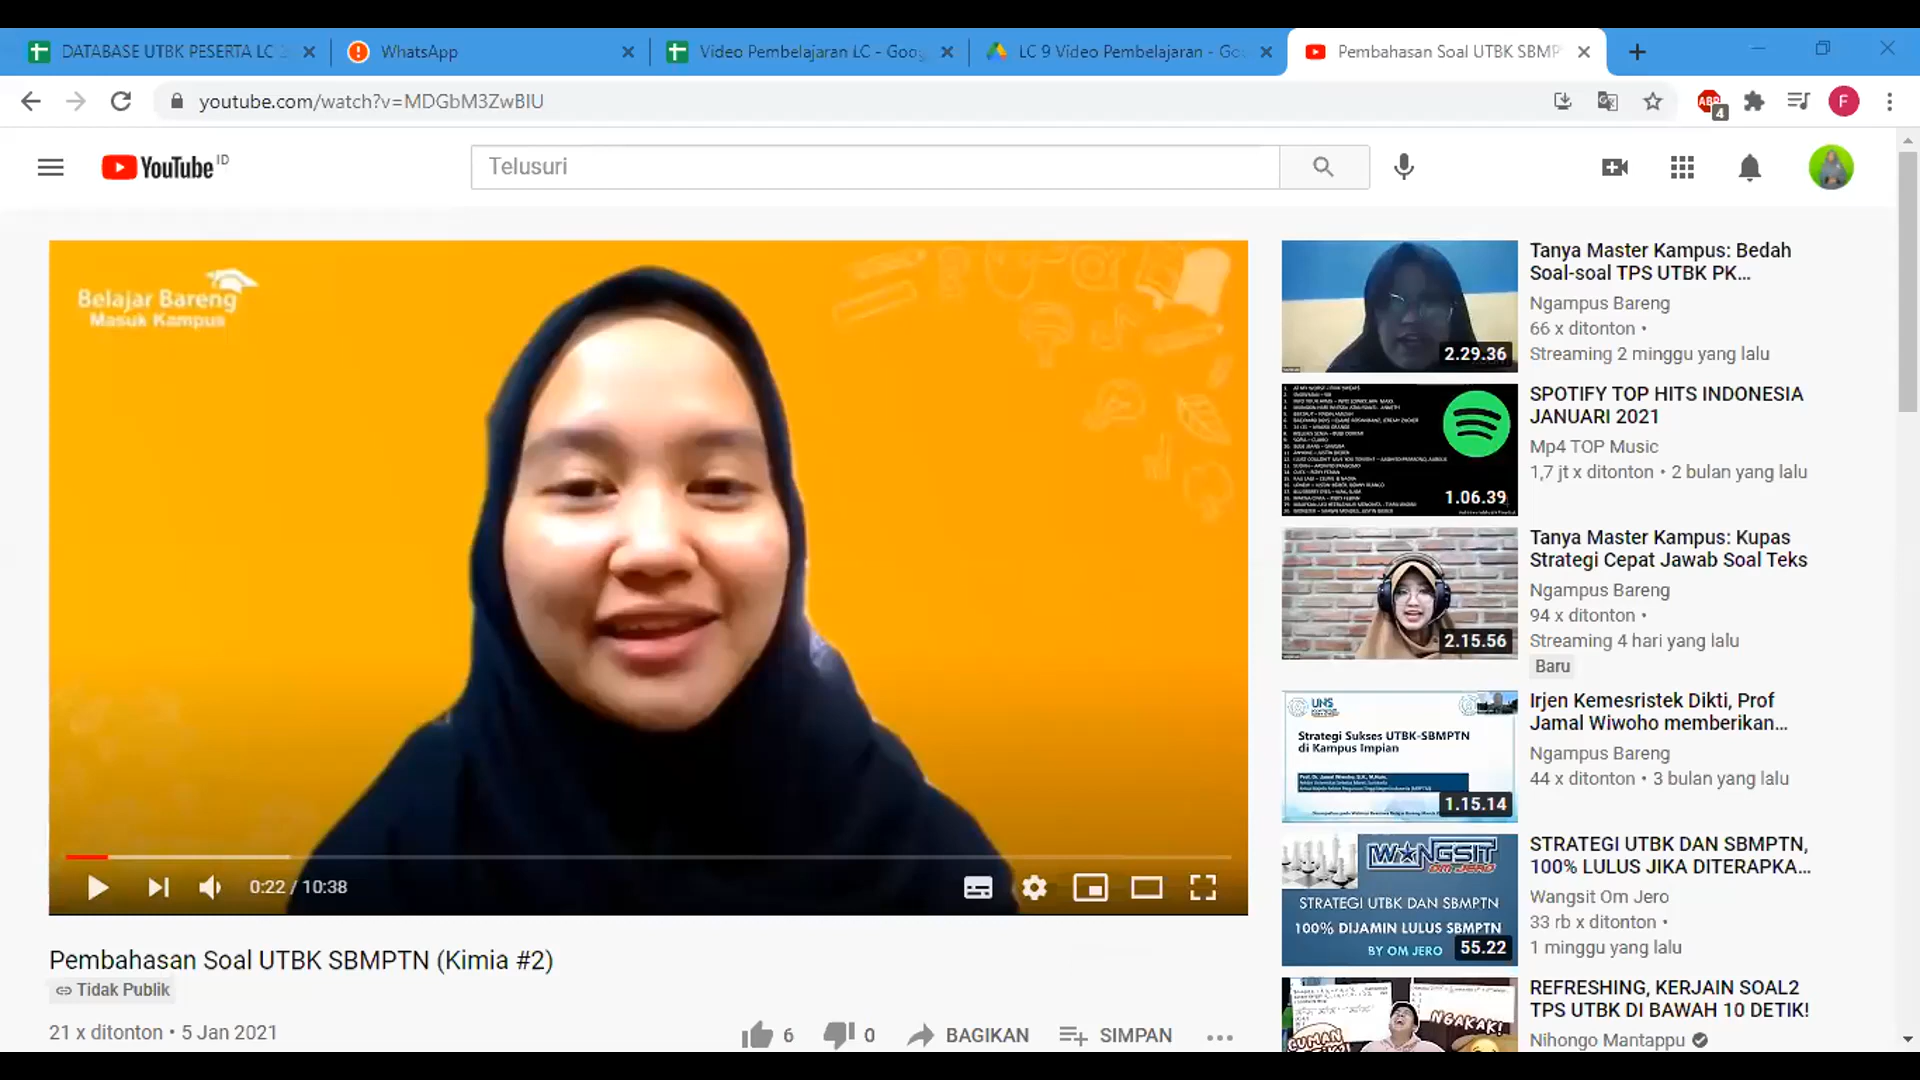 DATABASE UTBK PESERTA LC
WhatsApp
Video Pembelajaran LC - Goog
LC 9 Video Pembelajaran - Go
Pembahasan Soal UTBK SBMP
youtube.com/watch?v=MDGbM3ZwBIU
ABP
4
F
YouTube ID
Telusuri
Belajar Bareng
Masuk Kampus
0:22 / 10:38
Pembahasan Soal UTBK SBMPTN (Kimia #2)
Tidak Publik
21 x ditonton • 5 Jan 2021
6
0
BAGIKAN
SIMPAN
2.29.36
Tanya Master Kampus: Bedah
Soal-soal TPS UTBK PK...
Ngampus Bareng
66 x ditonton •
Streaming 2 minggu yang lalu
1.06.39
SPOTIFY TOP HITS INDONESIA
JANUARI 2021
Mp4 TOP Music
1,7 jt x ditonton • 2 bulan yang lalu
2.15.56
Tanya Master Kampus: Kupas
Strategi Cepat Jawab Soal Teks
Ngampus Bareng
94 x ditonton •
Streaming 4 hari yang lalu
Baru
UNS
Strategi Sukses UTBK-SBMPTN
di Kampus Impian
1.15.14
Irjen Kemesristek Dikti, Prof
Jamal Wiwoho memberikan...
Ngampus Bareng
44 x ditonton • 3 bulan yang lalu
WANGSIT
OM JERO
STRATEGI UTBK DAN SBMPTN
100% DIJAMIN LULUS SBMPTN
BY OM JERO
55.22
STRATEGI UTBK DAN SBMPTN,
100% LULUS JIKA DITERAPKA...
Wangsit Om Jero
33 rb x ditonton •
1 minggu yang lalu
NGAKAK!
CUMAN
REFRESHING, KERJAIN SOAL2
TPS UTBK DI BAWAH 10 DETIK!
Nihongo Mantappu